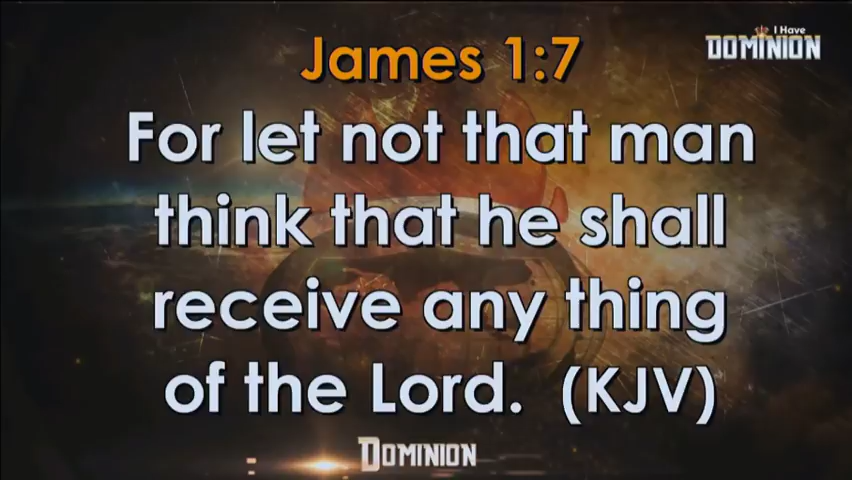 James 1:7
I Have
DOMINION
For let not that man
think that he shall
receive any thing
of the Lord. (KJV)
DOMINION